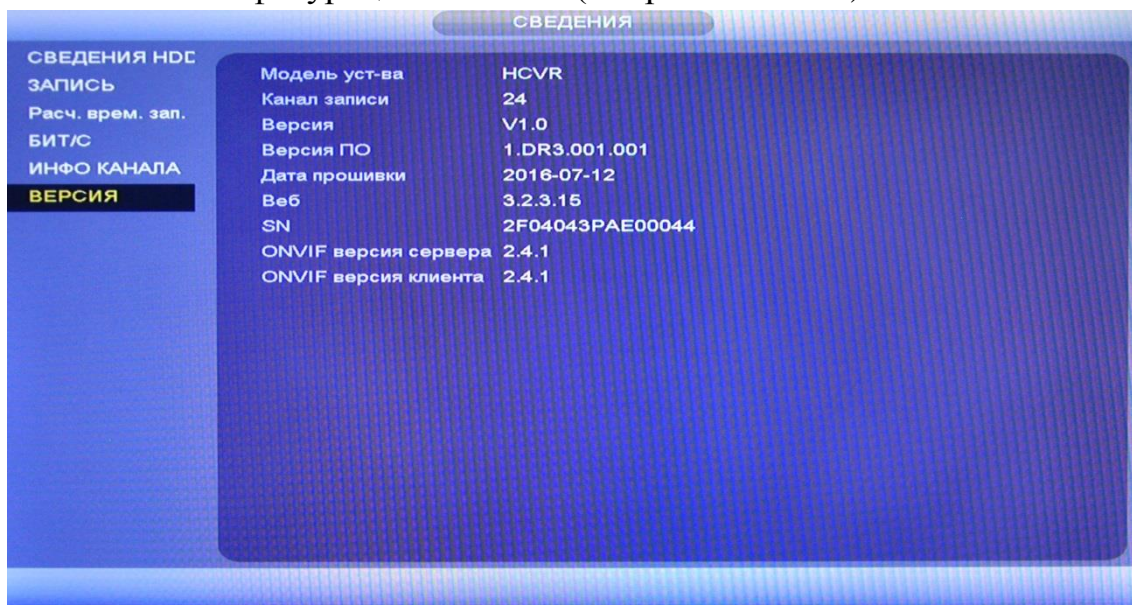 СВЕДЕНИЯ
СВЕДЕНИЯ HDD
ЗАПИСЬ
Расч. врем. зап.
БИТ/С
ИНФО КАНАЛА
ВЕРСИЯ
Модель уст-ва HCVR
Канал записи 24
Версия V1.0
Версия ПО 1.DR3.001.001
Дата прошивки 2016-07-12
Веб 3.2.3.15
SN 2F04043PAE00044
ONVIF версия сервера 2.4.1
ONVIF версия клиента 2.4.1